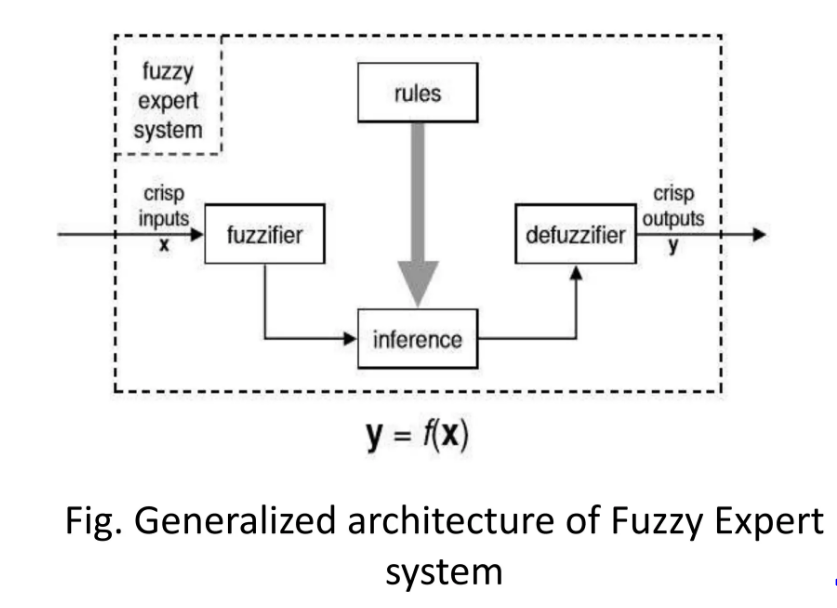 fuzzy
expert
system
rules
crisp
inputs
x
fuzzifier
defuzzifier
crisp
outputs
y
inference
y = f(x)
Fig. Generalized architecture of Fuzzy Expert
system